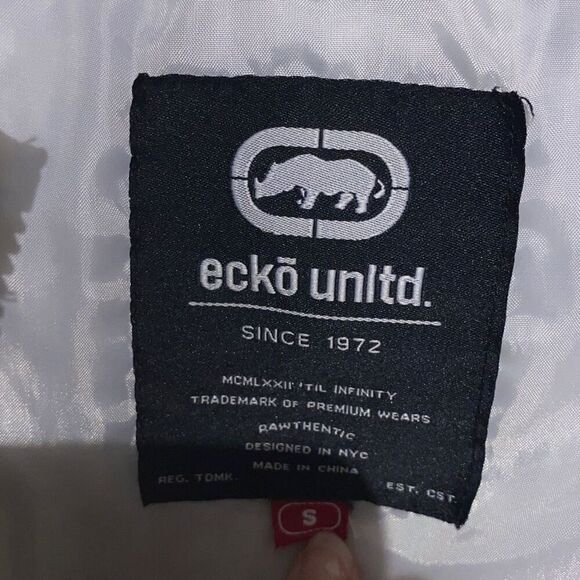 eckō unltd.
SINCE 1972
MCMLXXII 'TIL INFINITY
TRADEMARK OF PREMIUM WEARS
RAWTHENTIC
DESIGNED IN NYC
MADE IN CHINA
REG. TDMK. EST. CST.
S